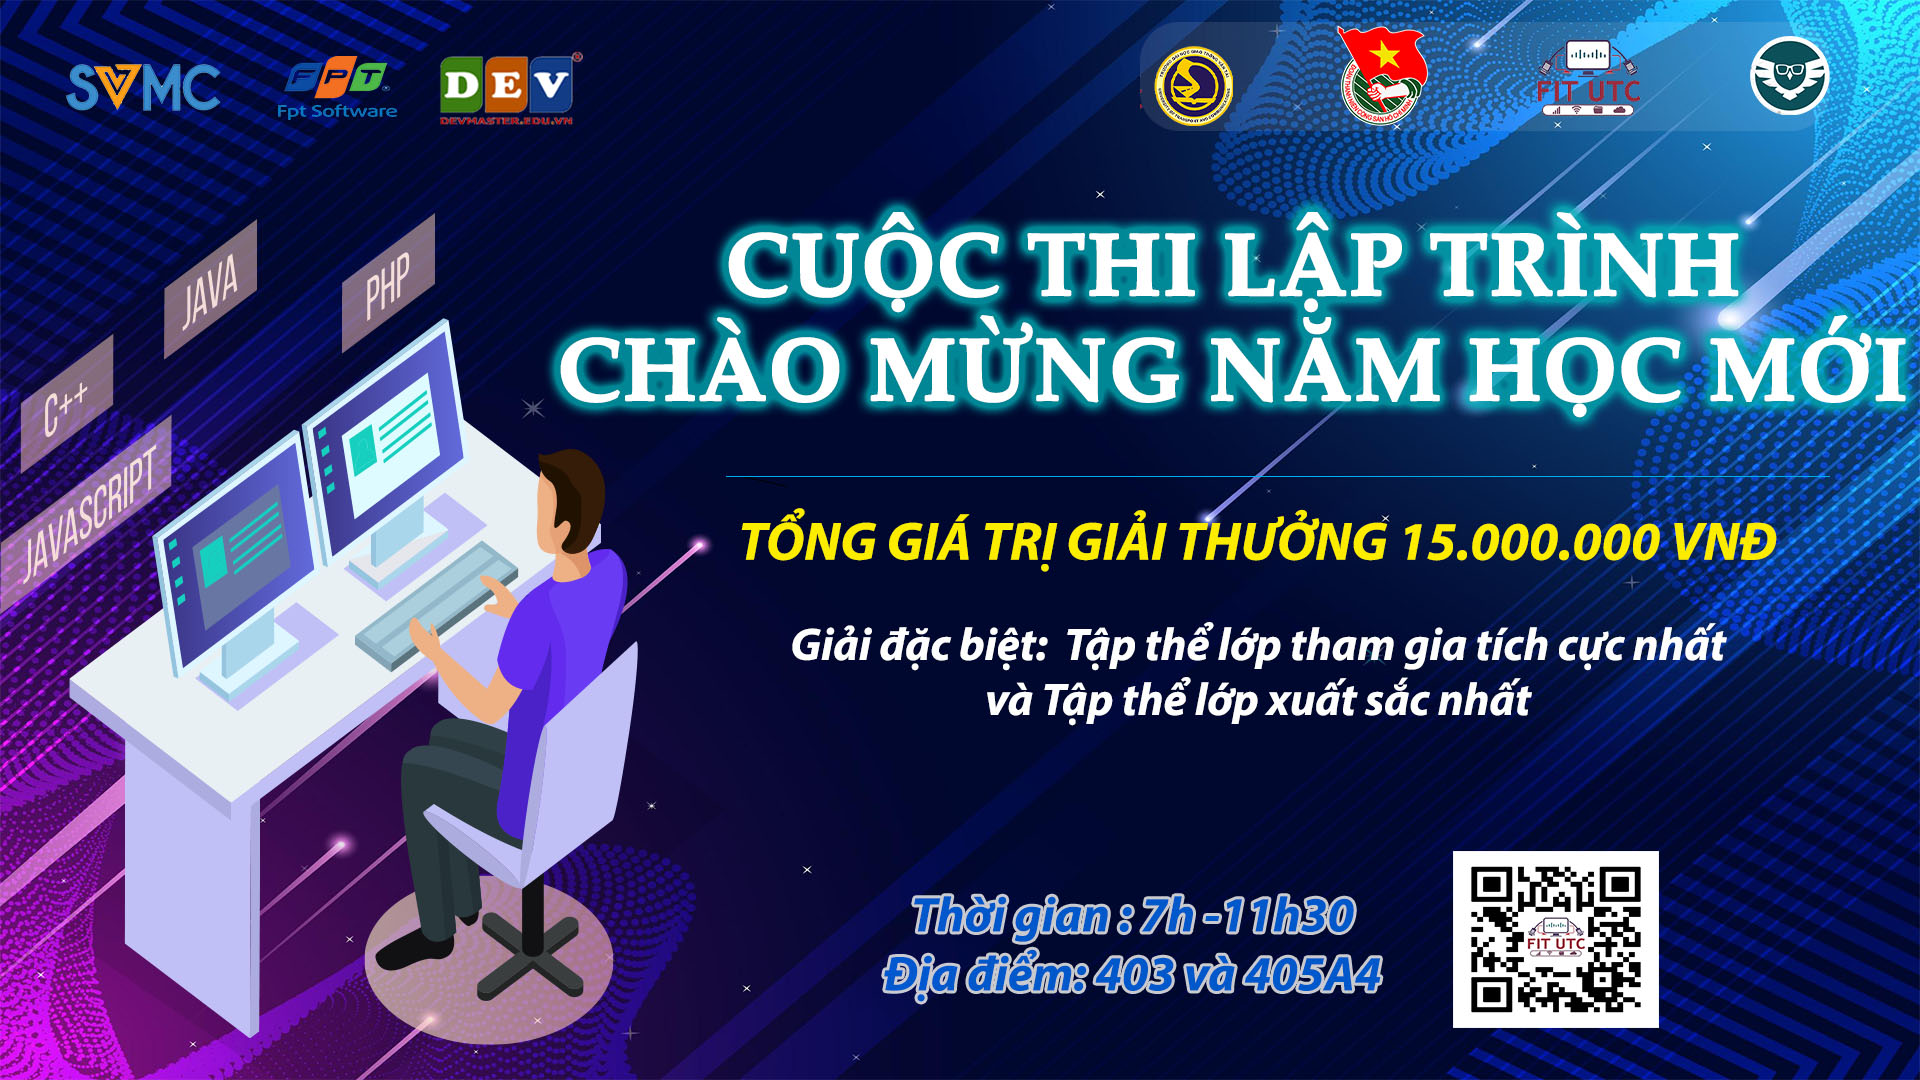 SVMC
FPT
Fpt Software
DEV
DEVMASTER.EDU.VN
FIT UTC
CUỘC THI LẬP TRÌNH
CHÀO MỪNG NĂM HỌC MỚI
JAVA
PHP
C++
JAVASCRIPT
TỔNG GIÁ TRỊ GIẢI THƯỞNG 15.000.000 VNĐ
Giải đặc biệt: Tập thể lớp tham gia tích cực nhất
và Tập thể lớp xuất sắc nhất
Thời gian : 7h -11h30
Địa điểm: 403 và 405A4
FIT UTC